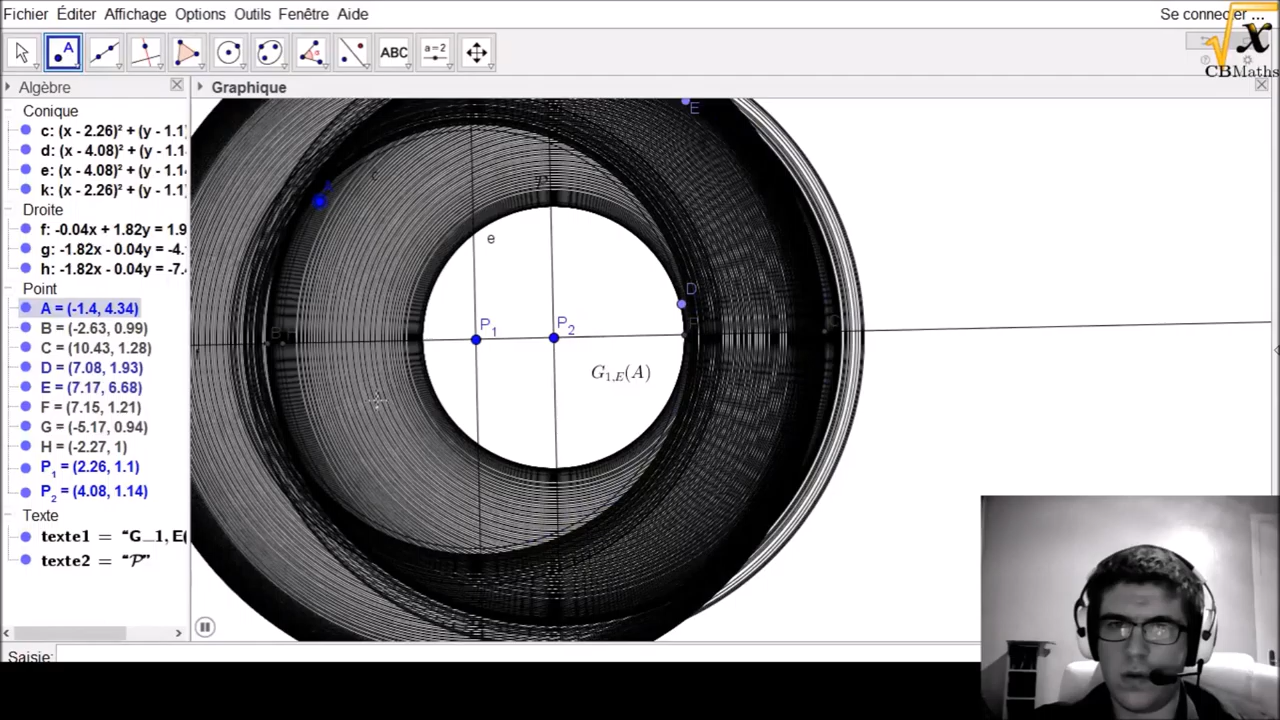 Fichier Éditer Affichage Options Outils Fenêtre Aide
Se connecter ...
x
CBMaths
A
ABC
a=2
Algèbre
Graphique
Conique
c: (x - 2.26)² + (y - 1.1
d: (x - 4.08)² + (y - 1.1
e: (x - 4.08)² + (y - 1.1
k: (x - 2.26)² + (y - 1.1
Droite
f: -0.04x + 1.82y = 1.9
g: -1.82x - 0.04y = -4.
h: -1.82x - 0.04y = -7.
Point
A = (-1.4, 4.34)
B = (-2.63, 0.99)
C = (10.43, 1.28)
D = (7.08, 1.93)
E = (7.17, 6.68)
F = (7.15, 1.21)
G = (-5.17, 0.94)
H = (-2.27, 1)
P₁ = (2.26, 1.1)
P₂ = (4.08, 1.14)
Texte
texte1 = "G_1, E(
texte2 = "𝒫"
E
e
D
P₁
P₂
G₁,E(A)
Saisie: